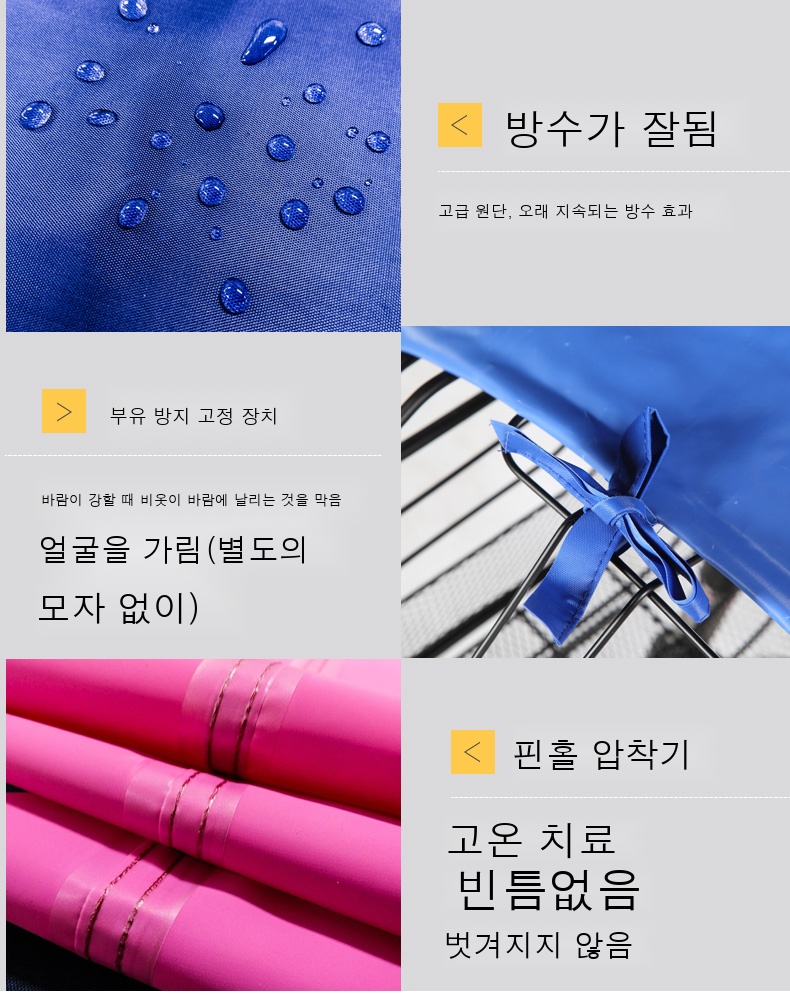 방수가 잘됨
고급 원단, 오래 지속되는 방수 효과
부유 방지 고정 장치
바람이 강할 때 비옷이 바람에 날리는 것을 막음
얼굴을 가림(별도의
모자 없이)
핀홀 압착기
고온 치료
빈틈없음
벗겨지지 않음